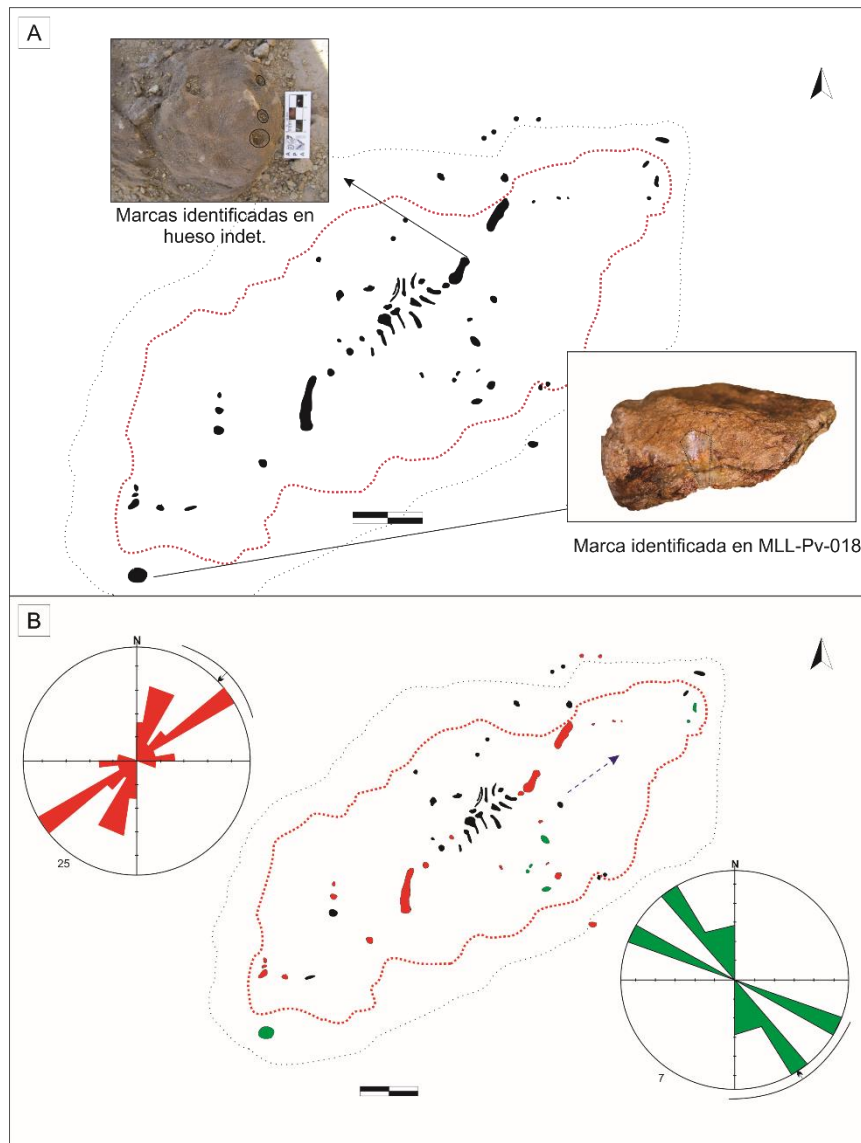 A
Marcas identificadas en
hueso indet.
Marca identificada en MLL-Pv-018
B
N
25
N
7